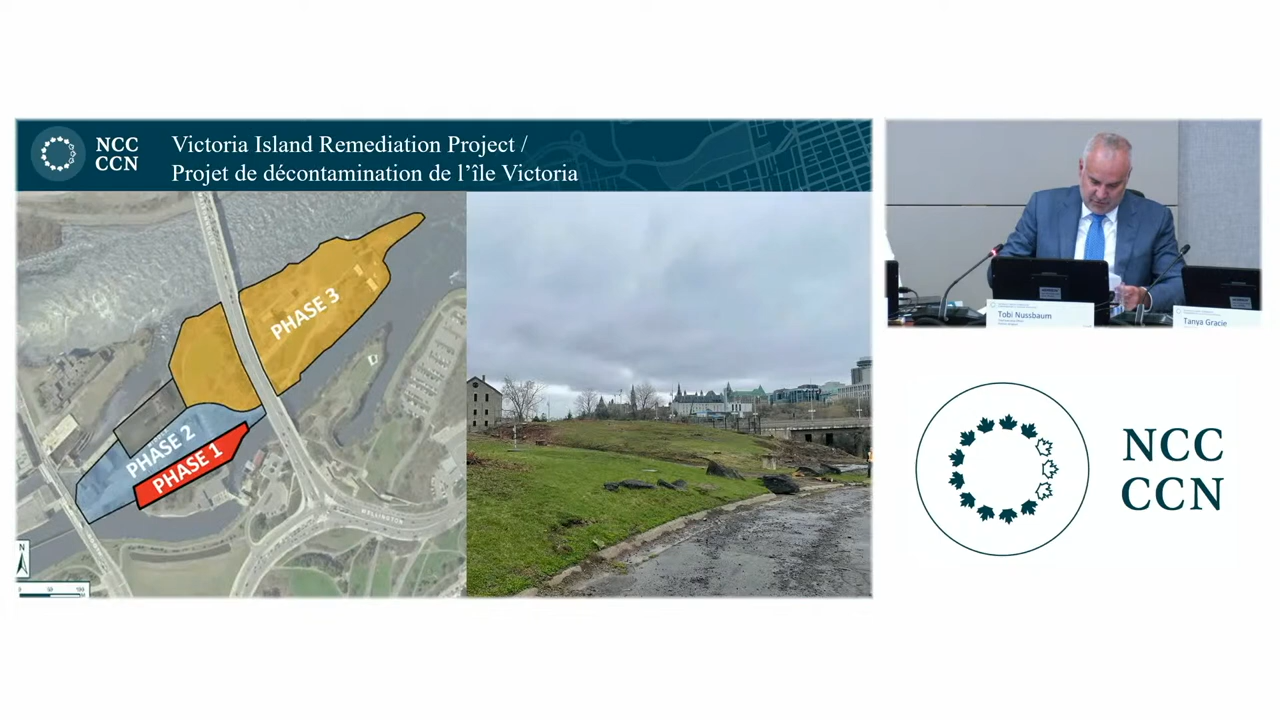 NCC
CCN
Victoria Island Remediation Project /
Projet de décontamination de l'île Victoria
PHASE 3
PHASE 2
PHASE 1
WELLINGTON
N
Tobi Nussbaum
Tanya Gracie
NCC
CCN